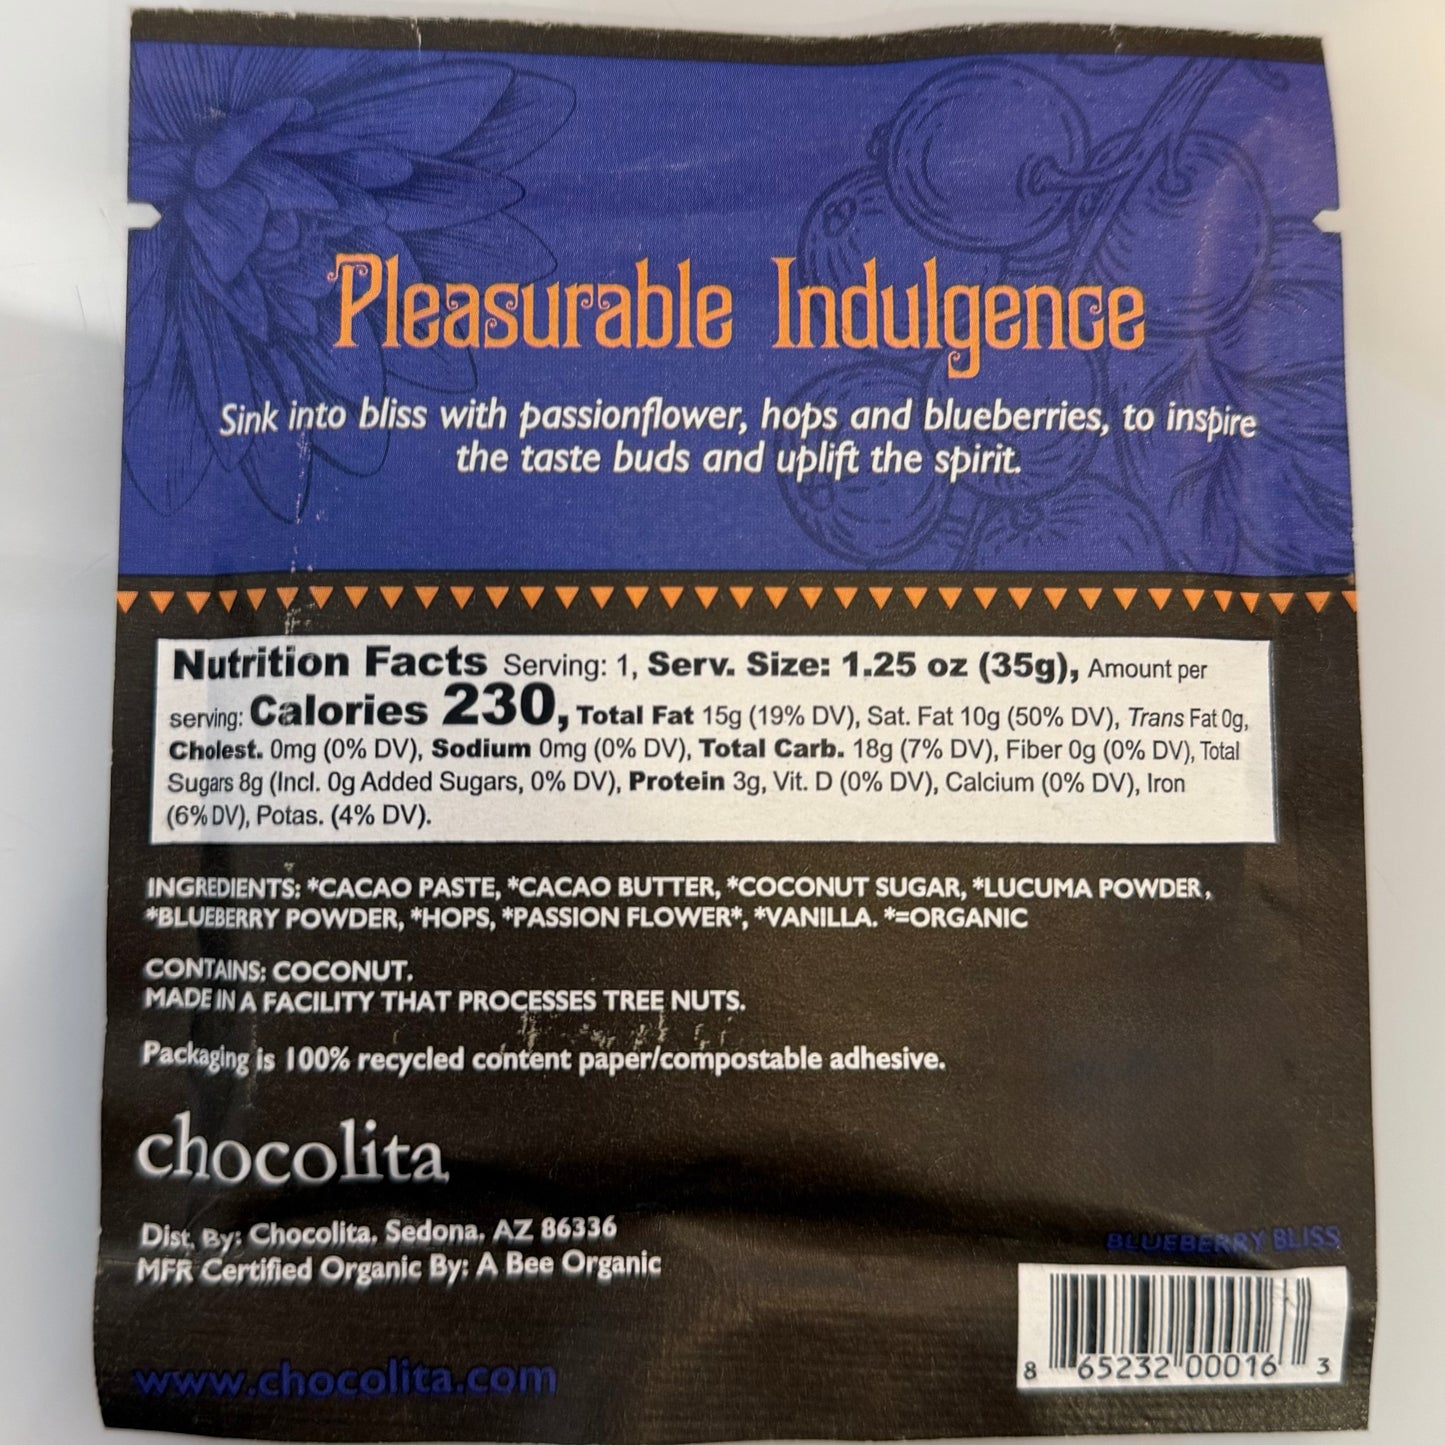 Pleasurable Indulgence
Sink into bliss with passionflower, hops and blueberries, to inspire
the taste buds and uplift the spirit.
Nutrition Facts Serving: 1, Serv. Size: 1.25 oz (35g), Amount per
serving: Calories 230, Total Fat 15g (19% DV), Sat. Fat 10g (50% DV), Trans Fat 0g,
Cholest. 0mg (0% DV), Sodium 0mg (0% DV), Total Carb. 18g (7% DV), Fiber 0g (0% DV), Total
Sugars 8g (Incl. 0g Added Sugars, 0% DV), Protein 3g, Vit. D (0% DV), Calcium (0% DV), Iron
(6% DV), Potas. (4% DV).
INGREDIENTS: *CACAO PASTE, *CACAO BUTTER, *COCONUT SUGAR, *LUCUMA POWDER,
*BLUEBERRY POWDER, *HOPS, *PASSION FLOWER*, *VANILLA. *=ORGANIC
CONTAINS: COCONUT.
MADE IN A FACILITY THAT PROCESSES TREE NUTS.
Packaging is 100% recycled content paper/compostable adhesive.
chocolita
Dist. By: Chocolita, Sedona, AZ 86336
MFR Certified Organic By: A Bee Organic
www.chocolita.com
BLUEBERRY BLISS
8 65232 00016 3